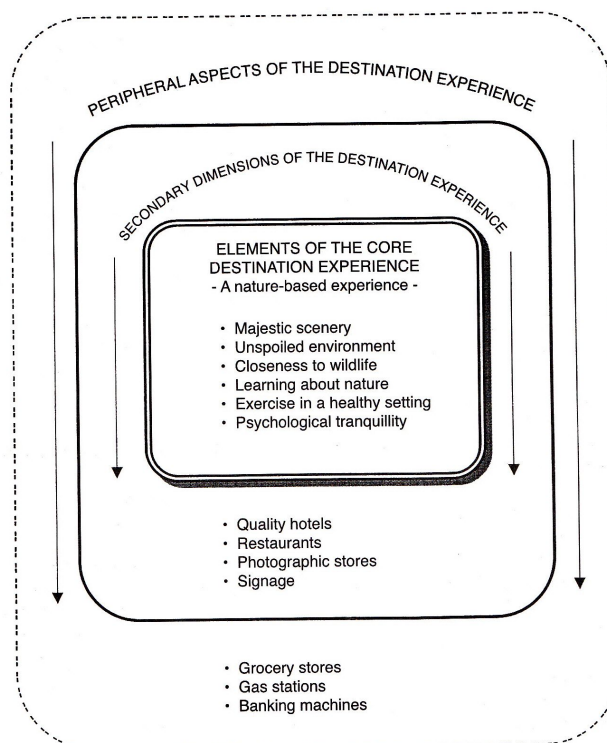 PERIPHERAL ASPECTS OF THE DESTINATION EXPERIENCE
SECONDARY DIMENSIONS OF THE DESTINATION EXPERIENCE
ELEMENTS OF THE CORE
DESTINATION EXPERIENCE
- A nature-based experience -
• Majestic scenery
• Unspoiled environment
• Closeness to wildlife
• Learning about nature
• Exercise in a healthy setting
• Psychological tranquillity
• Quality hotels
• Restaurants
• Photographic stores
• Signage
• Grocery stores
• Gas stations
• Banking machines